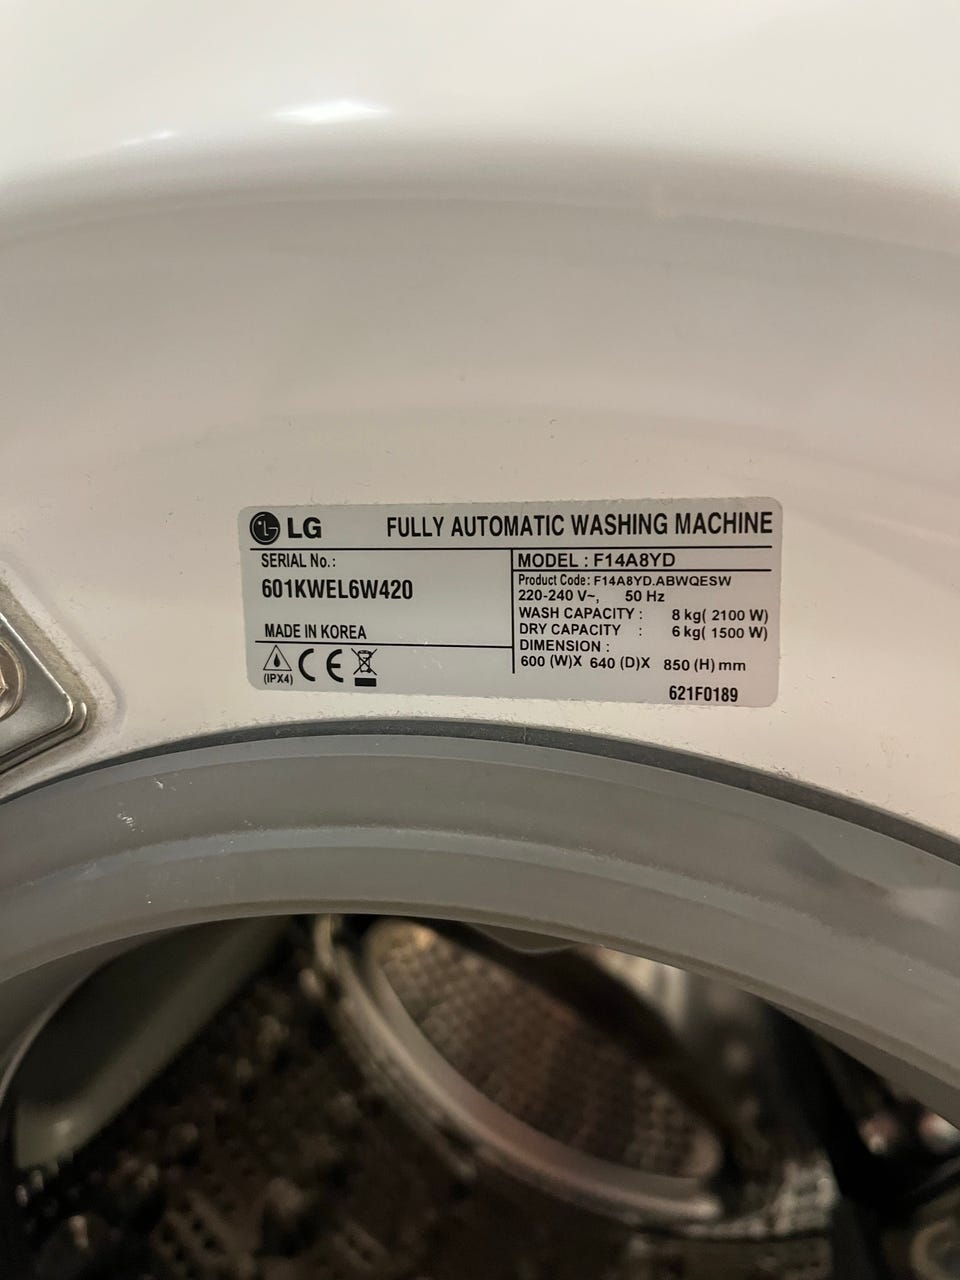 LG FULLY AUTOMATIC WASHING MACHINE
SERIAL No.:
601KWEL6W420
MADE IN KOREA
(IPX4)
CE
MODEL : F14A8YD
Product Code: F14A8YD.ABWQESW
220-240 V~, 50 Hz
WASH CAPACITY : 8 kg( 2100 W)
DRY CAPACITY : 6 kg( 1500 W)
DIMENSION :
600 (W)X 640 (D)X 850 (H) mm
621F0189